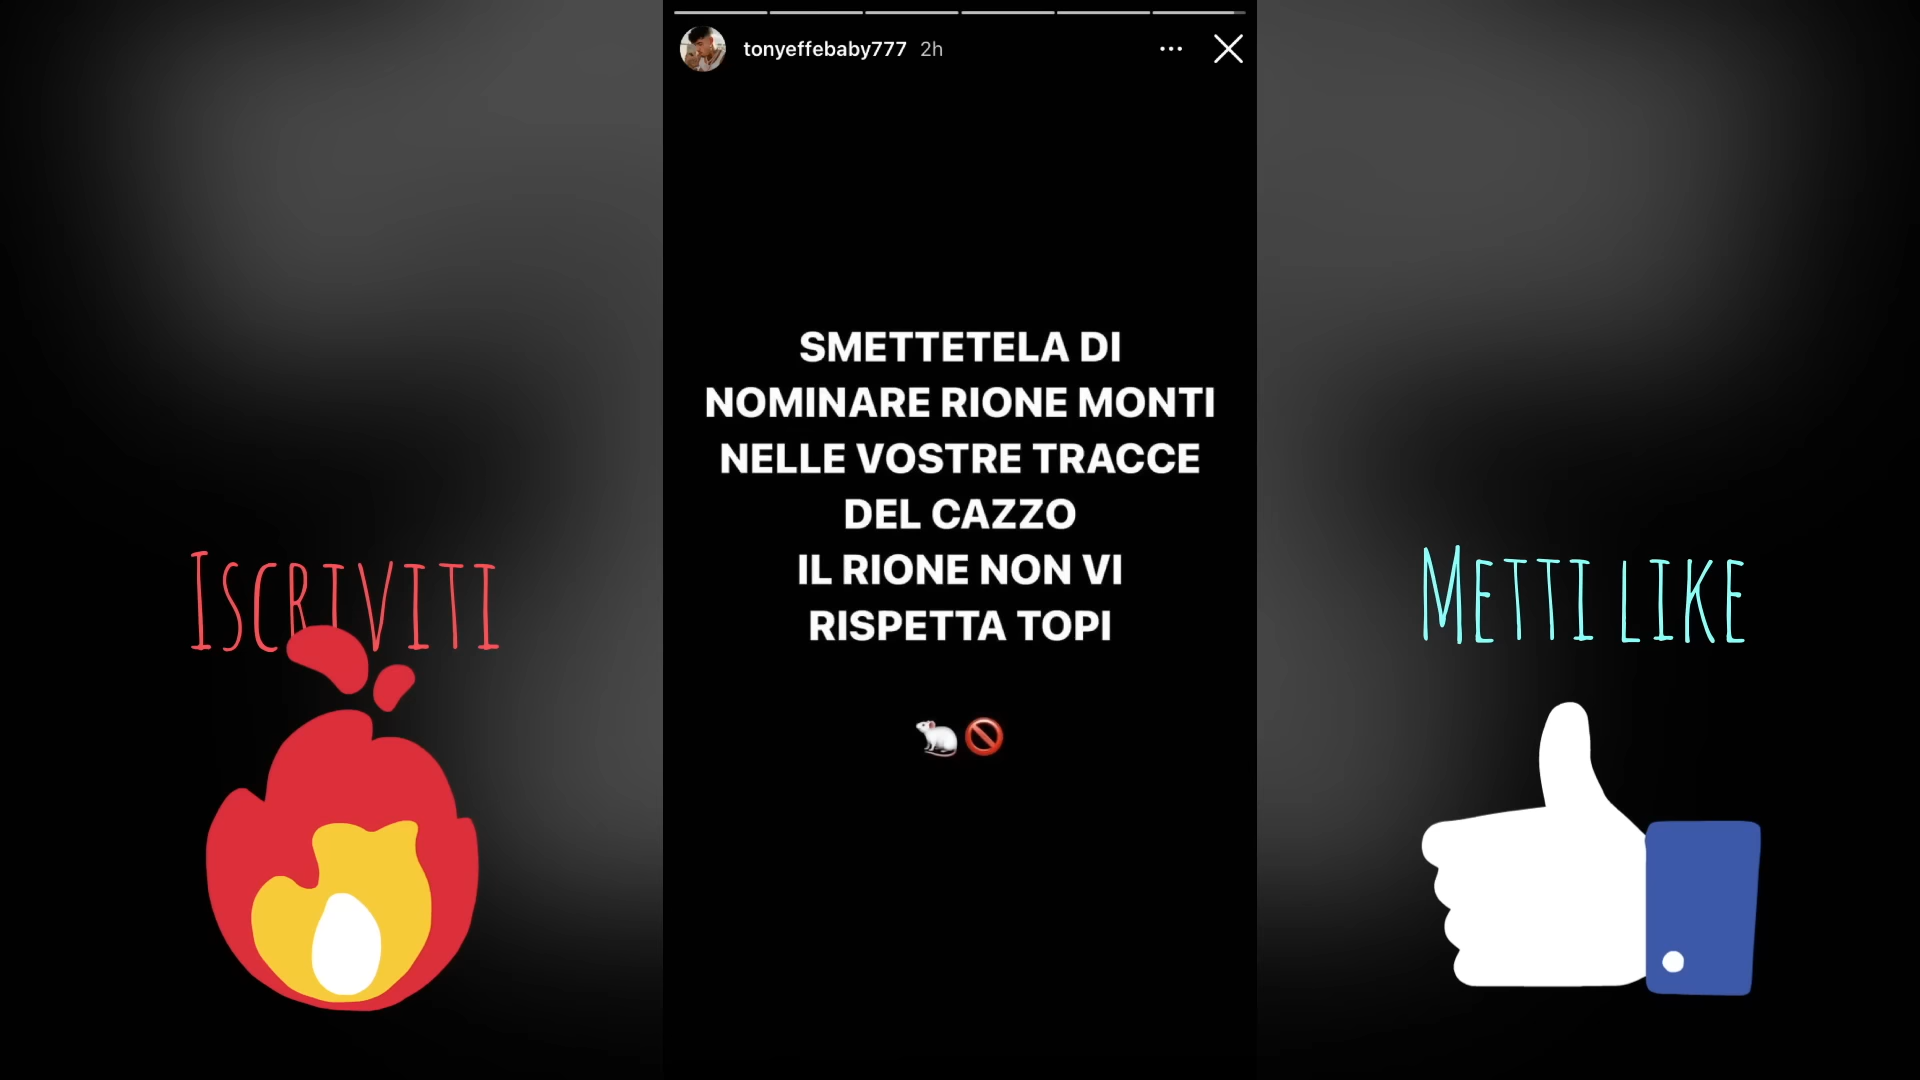 tonyeffebaby777 2h
SMETTETELA DI
NOMINARE RIONE MONTI
NELLE VOSTRE TRACCE
DEL CAZZO
IL RIONE NON VI
RISPETTA TOPI
Iscriviti
Metti like